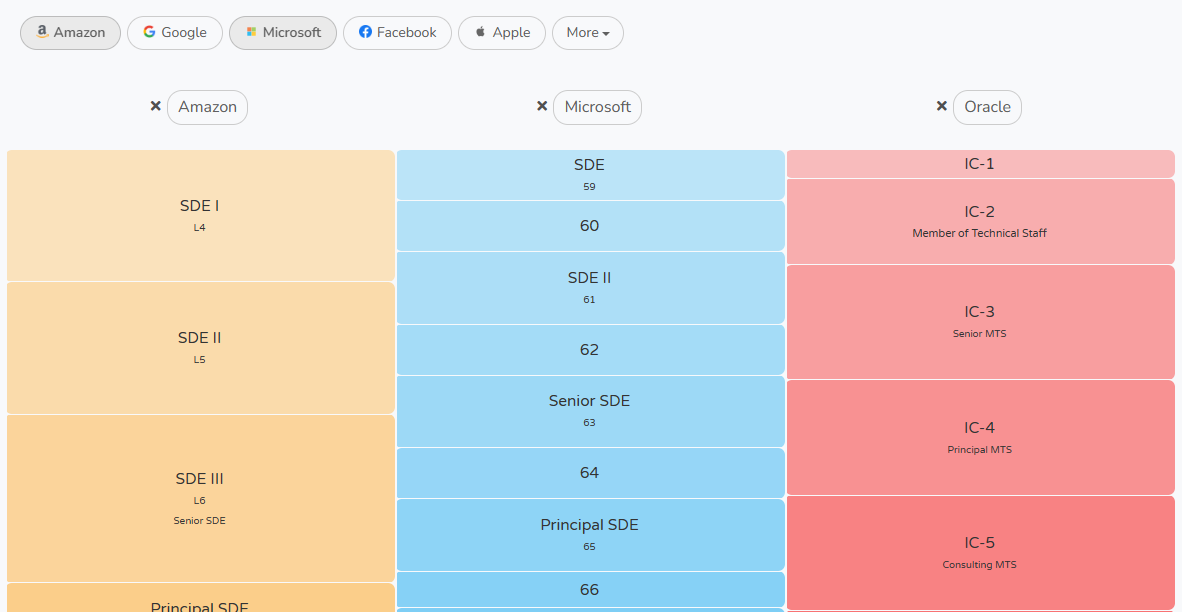 Amazon
Google
Microsoft
Facebook
Apple
More
× Amazon
× Microsoft
× Oracle
SDE I
L4
SDE II
L5
SDE III
L6
Senior SDE
Principal SDE
SDE
59
60
SDE II
61
62
Senior SDE
63
64
Principal SDE
65
66
IC-1
IC-2
Member of Technical Staff
IC-3
Senior MTS
IC-4
Principal MTS
IC-5
Consulting MTS